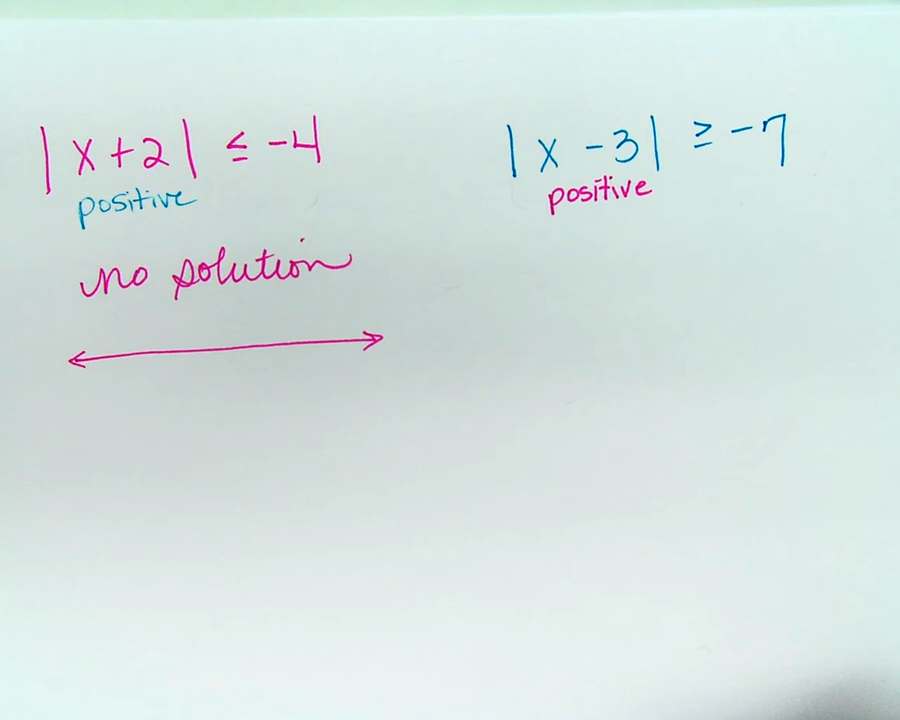 |x+2| ≤ -4
positive
no solution
|x-3| ≥ -7
positive